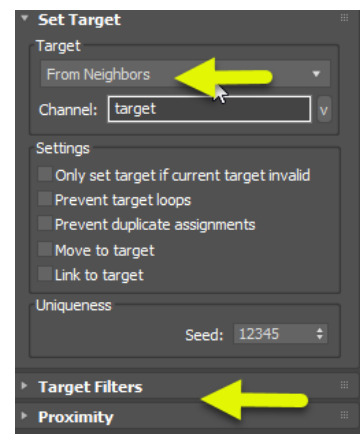 Set Target
Target
From Neighbors
Channel: target v
Settings
Only set target if current target invalid
Prevent target loops
Prevent duplicate assignments
Move to target
Link to target
Uniqueness
Seed: 12345
Target Filters
Proximity